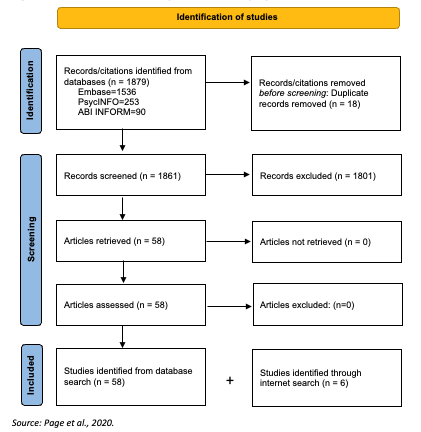 Identification of studies
Identification
Records/citations identified from
databases (n = 1879)
Embase=1536
PsycINFO=253
ABI INFORM=90
Records/citations removed
before screening: Duplicate
records removed (n = 18)
Screening
Records screened (n = 1861)
Records excluded (n = 1801)
Articles retrieved (n = 58)
Articles not retrieved (n = 0)
Articles assessed (n = 58)
Articles excluded: (n=0)
Included
Studies identified from database
search (n = 58)
+
Studies identified through
internet search (n = 6)
Source: Page et al., 2020.